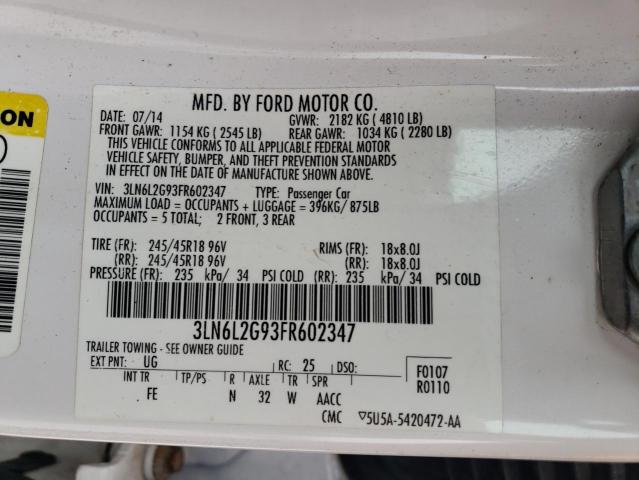 ON
MFD. BY FORD MOTOR CO.
DATE: 07/14 GVWR: 2182 KG ( 4810 LB)
FRONT GAWR: 1154 KG ( 2545 LB) REAR GAWR: 1034 KG ( 2280 LB)
THIS VEHICLE CONFORMS TO ALL APPLICABLE FEDERAL MOTOR
VEHICLE SAFETY, BUMPER, AND THEFT PREVENTION STANDARDS
IN EFFECT ON THE DATE OF MANUFACTURE SHOWN ABOVE.
VIN: 3LN6L2G93FR602347 TYPE: Passenger Car
MAXIMUM LOAD = OCCUPANTS + LUGGAGE = 396KG/ 875LB
OCCUPANTS = 5 TOTAL; 2 FRONT, 3 REAR
TIRE (FR): 245/45R18 96V RIMS (FR): 18x8.0J
(RR): 245/45R18 96V (RR): 18x8.0J
PRESSURE (FR): 235 kPa/ 34 PSI COLD (RR): 235 kPa/ 34 PSI COLD
3LN6L2G93FR602347
TRAILER TOWING - SEE OWNER GUIDE
EXT PNT: UG RC: 25 DSO: F0107
INT TR TP/PS R AXLE TR SPR R0110
FE N 32 W AACC
CMC ▽5U5A-5420472-AA